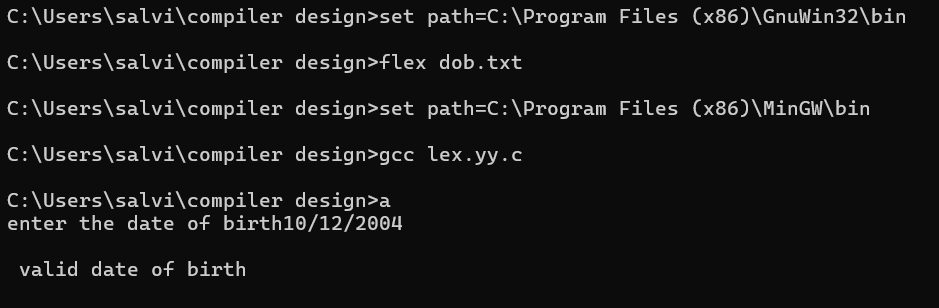 C:\Users\salvi\compiler design>set path=C:\Program Files (x86)\GnuWin32\bin
C:\Users\salvi\compiler design>flex dob.txt
C:\Users\salvi\compiler design>set path=C:\Program Files (x86)\MinGW\bin
C:\Users\salvi\compiler design>gcc lex.yy.c
C:\Users\salvi\compiler design>a
enter the date of birth10/12/2004
valid date of birth